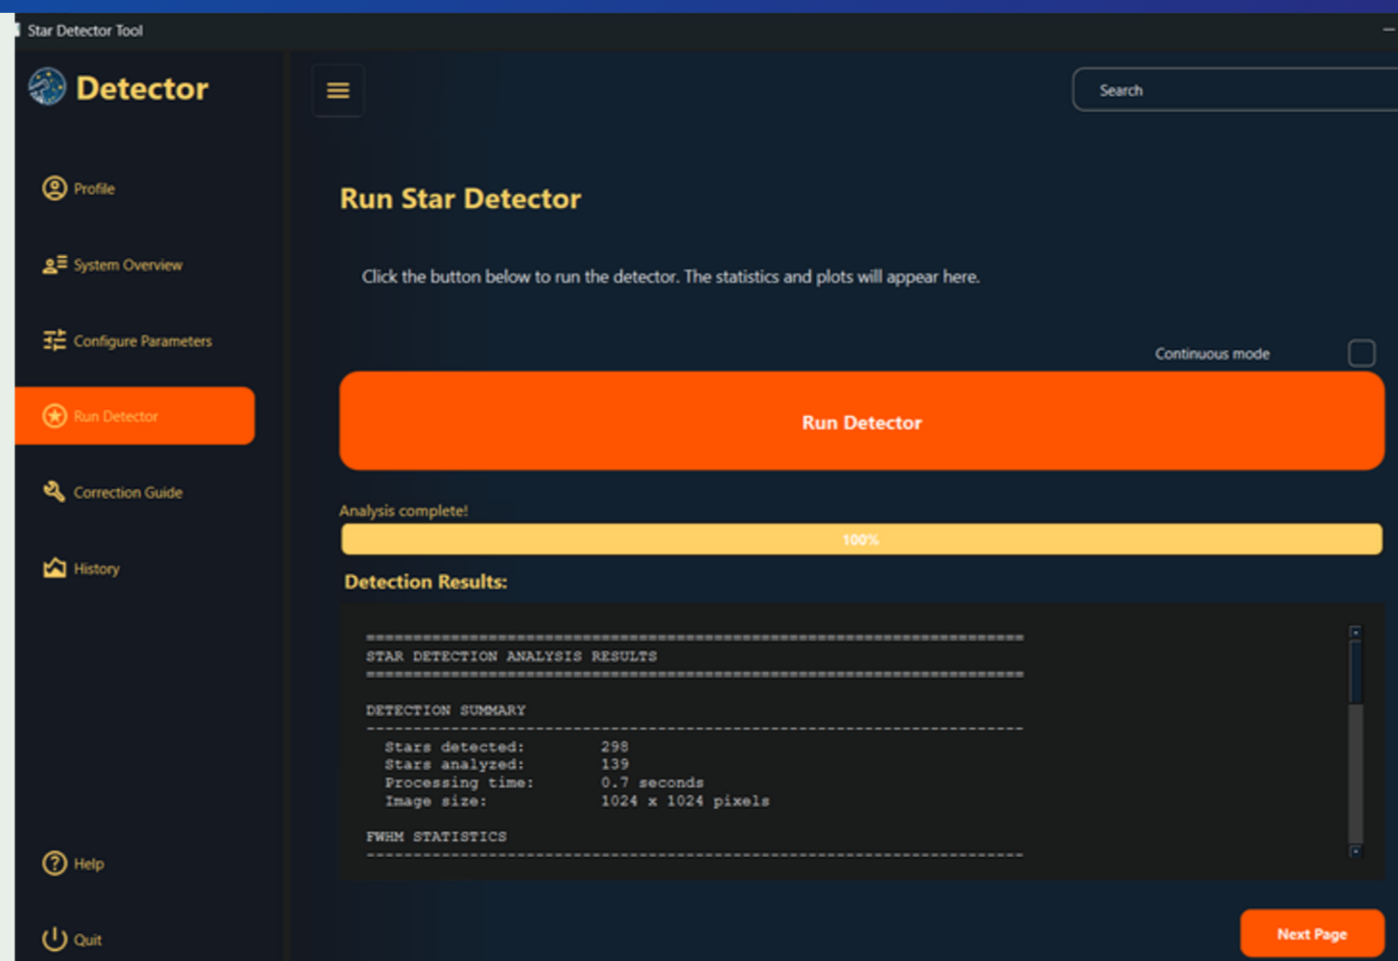 Star Detector Tool
Detector
Search
Profile
System Overview
Configure Parameters
Run Detector
Correction Guide
History
Help
Quit
Run Star Detector
Click the button below to run the detector. The statistics and plots will appear here.
Continuous mode
Run Detector
Analysis complete!
100%
Detection Results:
======================================================================
STAR DETECTION ANALYSIS RESULTS
======================================================================
DETECTION SUMMARY
----------------------------------------------------------------------
Stars detected: 298
Stars analyzed: 139
Processing time: 0.7 seconds
Image size: 1024 x 1024 pixels
FWHM STATISTICS
----------------------------------------------------------------------
Next Page